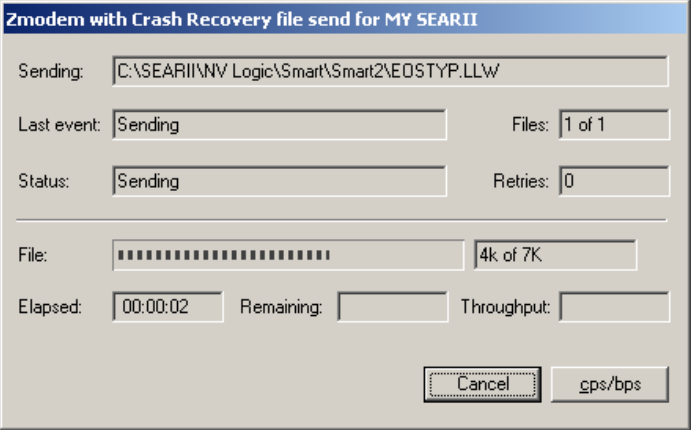 Zmodem with Crash Recovery file send for MY SEARII
Sending: C:\SEARII\NV Logic\Smart\Smart2\EOSTYP.LLW
Last event: Sending Files: 1 of 1
Status: Sending Retries: 0
File: 4k of 7K
Elapsed: 00:00:02 Remaining: Throughput:
Cancel cps/bps